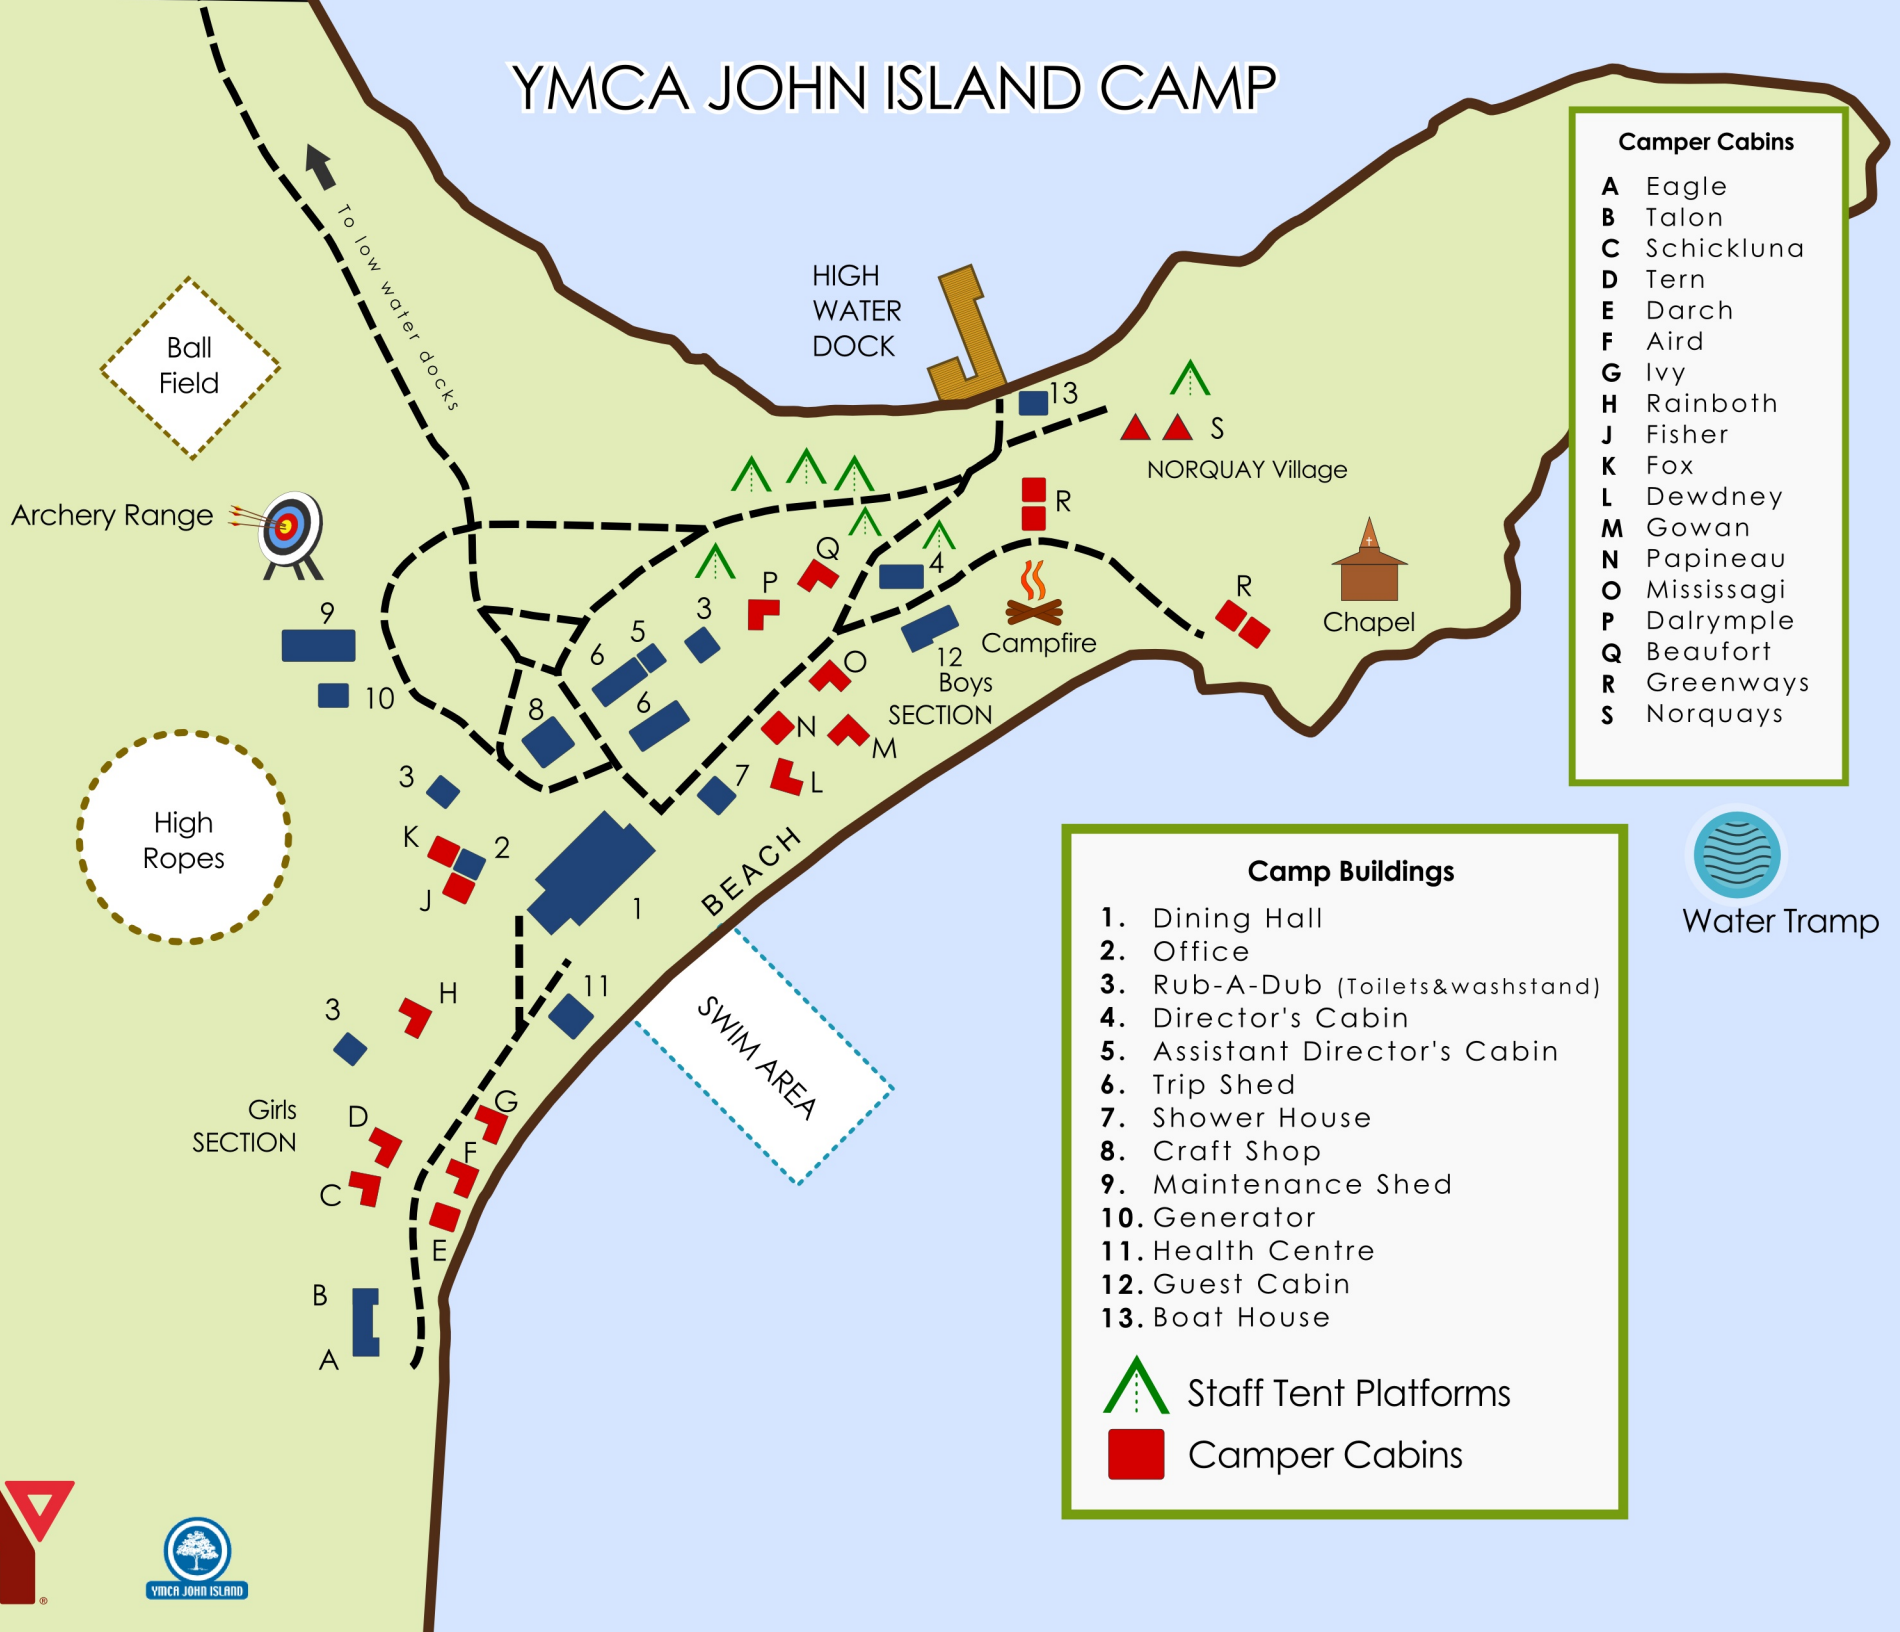 YMCA JOHN ISLAND CAMP
To low water docks
Ball
Field
Archery Range
HIGH
WATER
DOCK
13
S
NORQUAY Village
R
Q
P
4
Campfire
R
Chapel
9
10
3
5
6
6
8
O
12
Boys
SECTION
N
M
7
L
High
Ropes
3
K
2
J
1
BEACH
11
SWIM AREA
H
3
Girls
SECTION
D
G
F
C
E
B
A
Camper Cabins
A Eagle
B Talon
C Schickluna
D Tern
E Darch
F Aird
G Ivy
H Rainboth
J Fisher
K Fox
L Dewdney
M Gowan
N Papineau
O Mississagi
P Dalrymple
Q Beaufort
R Greenways
S Norquays
Water Tramp
Camp Buildings
1. Dining Hall
2. Office
3. Rub-A-Dub (Toilets&washstand)
4. Director's Cabin
5. Assistant Director's Cabin
6. Trip Shed
7. Shower House
8. Craft Shop
9. Maintenance Shed
10. Generator
11. Health Centre
12. Guest Cabin
13. Boat House
Staff Tent Platforms
Camper Cabins
®
YMCA JOHN ISLAND